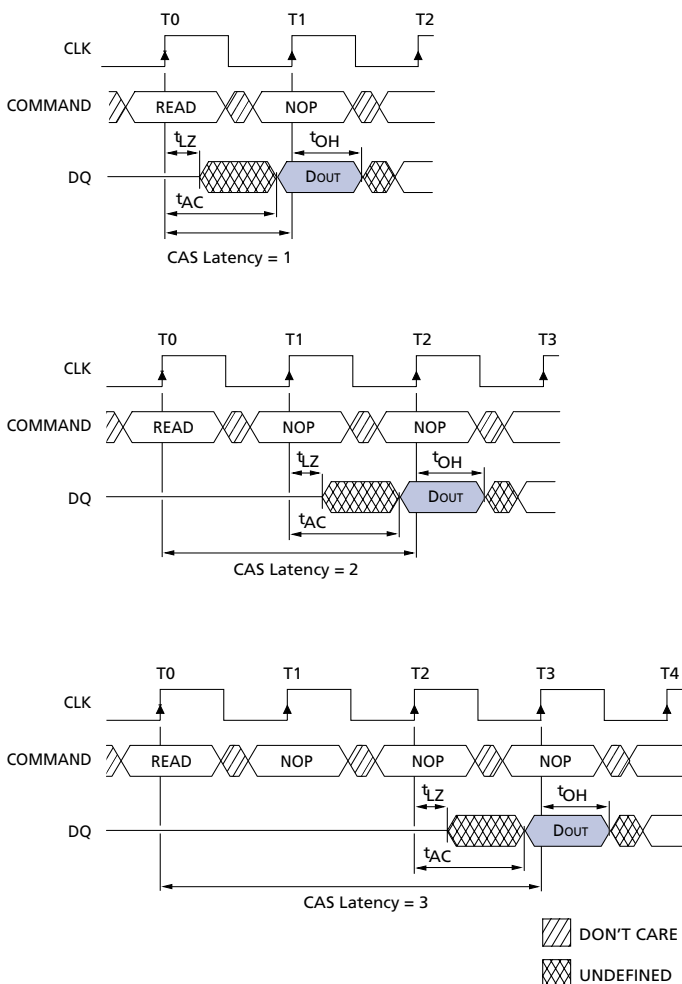 T0 T1 T2
CLK
COMMAND READ NOP
tLZ tOH
DQ DOUT
tAC
CAS Latency = 1
T0 T1 T2 T3
CLK
COMMAND READ NOP NOP
tLZ tOH
DQ DOUT
tAC
CAS Latency = 2
T0 T1 T2 T3 T4
CLK
COMMAND READ NOP NOP NOP
tLZ tOH
DQ DOUT
tAC
CAS Latency = 3
DON'T CARE
UNDEFINED